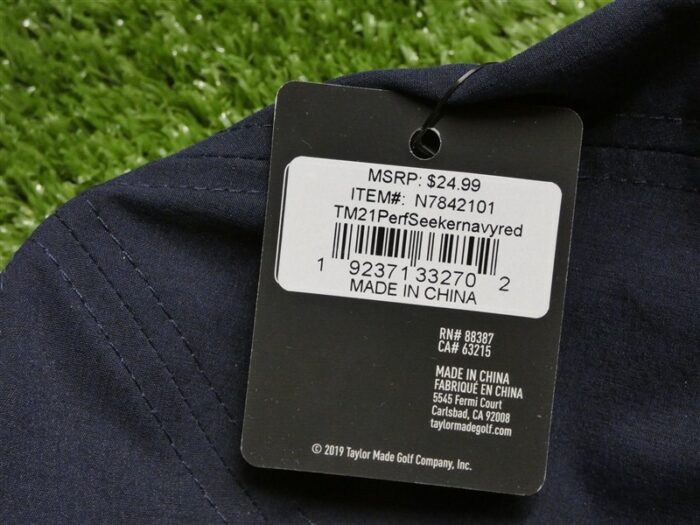 MSRP: $24.99
ITEM#: N7842101
TM21PerfSeekernavyred
1 92371 33270 2
MADE IN CHINA
RN# 88387
CA# 63215
MADE IN CHINA
FABRIQUÉ EN CHINA
5545 Fermi Court
Carlsbad, CA 92008
taylormadegolf.com
© 2019 Taylor Made Golf Company, Inc.